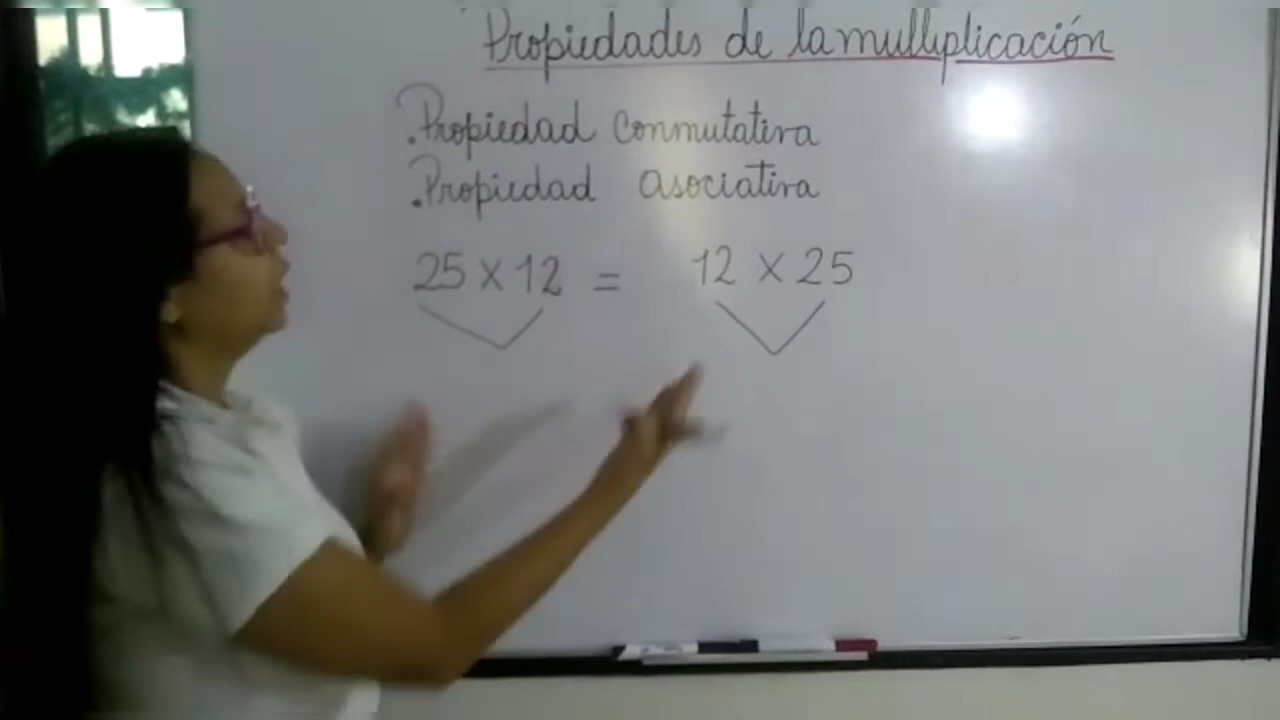 Propiedades de la multiplicación
.Propiedad conmutativa
.Propiedad asociativa
25 x 12 = 12 x 25